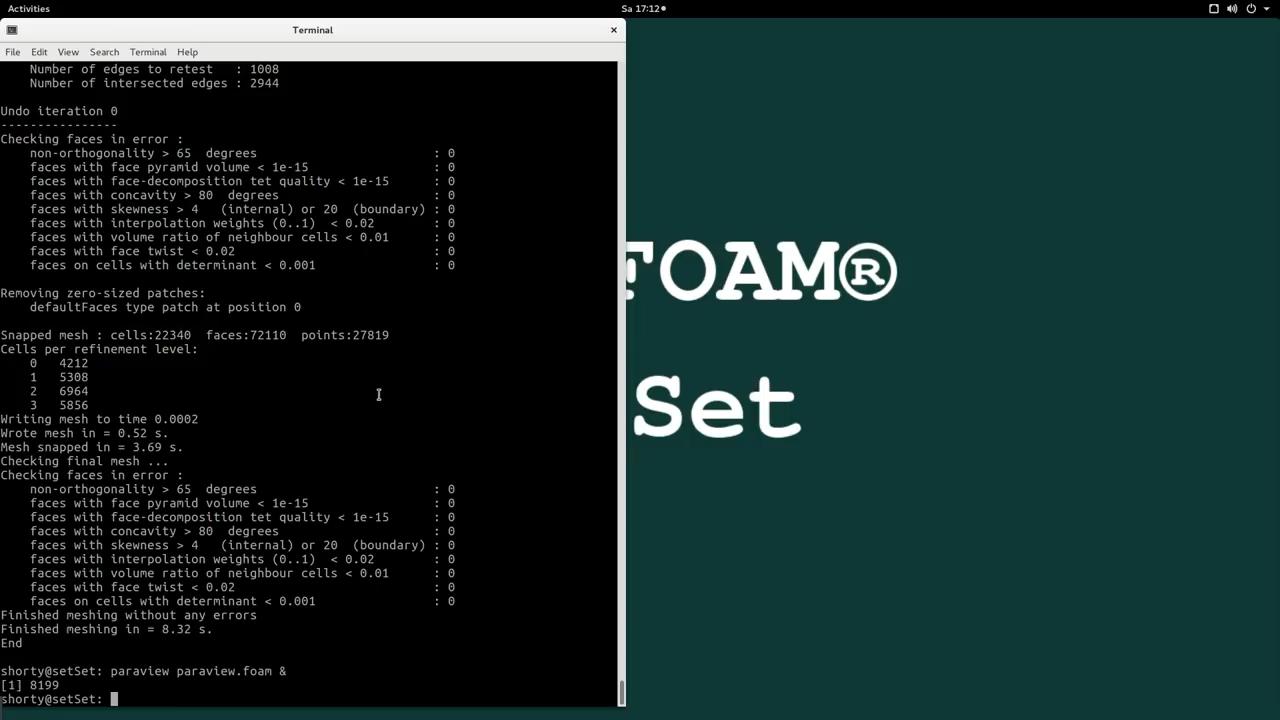 Activities
Sa 17:12
Terminal
File Edit View Search Terminal Help
Number of edges to retest : 1008
Number of intersected edges : 2944
Undo iteration 0
----------------
Checking faces in error :
non-orthogonality > 65 degrees : 0
faces with face pyramid volume < 1e-15 : 0
faces with face-decomposition tet quality < 1e-15 : 0
faces with concavity > 80 degrees : 0
faces with skewness > 4 (internal) or 20 (boundary) : 0
faces with interpolation weights (0..1) < 0.02 : 0
faces with volume ratio of neighbour cells < 0.01 : 0
faces with face twist < 0.02 : 0
faces on cells with determinant < 0.001 : 0
Removing zero-sized patches:
defaultFaces type patch at position 0
Snapped mesh : cells:22340 faces:72110 points:27819
Cells per refinement level:
0 4212
1 5308
2 6964
3 5856
Writing mesh to time 0.0002
Wrote mesh in = 0.52 s.
Mesh snapped in = 3.69 s.
Checking final mesh ...
Checking faces in error :
non-orthogonality > 65 degrees : 0
faces with face pyramid volume < 1e-15 : 0
faces with face-decomposition tet quality < 1e-15 : 0
faces with concavity > 80 degrees : 0
faces with skewness > 4 (internal) or 20 (boundary) : 0
faces with interpolation weights (0..1) < 0.02 : 0
faces with volume ratio of neighbour cells < 0.01 : 0
faces with face twist < 0.02 : 0
faces on cells with determinant < 0.001 : 0
Finished meshing without any errors
Finished meshing in = 8.32 s.
End
shorty@setSet: paraview paraview.foam &
[1] 8199
shorty@setSet:
FOAM®
Set